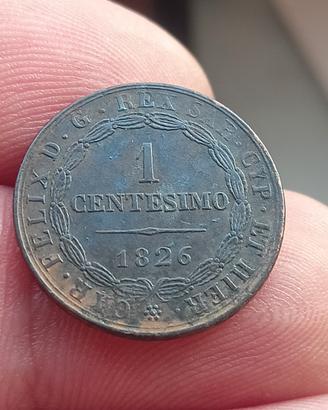 CAR · FELIX D · G · REX SAR · CYP · ET HIER ·
1
CENTESIMO
1826